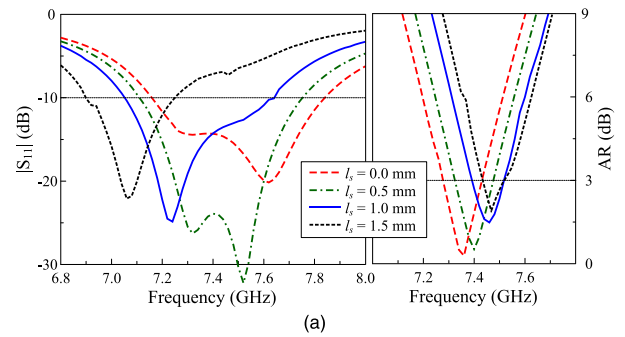 0
-10
-20
-30
|S₁₁| (dB)
6.8 7.0 7.2 7.4 7.6 7.8 8.0
Frequency (GHz)
lₛ = 0.0 mm
lₛ = 0.5 mm
lₛ = 1.0 mm
lₛ = 1.5 mm
9
6
3
0
AR (dB)
7.2 7.4 7.6
Frequency (GHz)
(a)